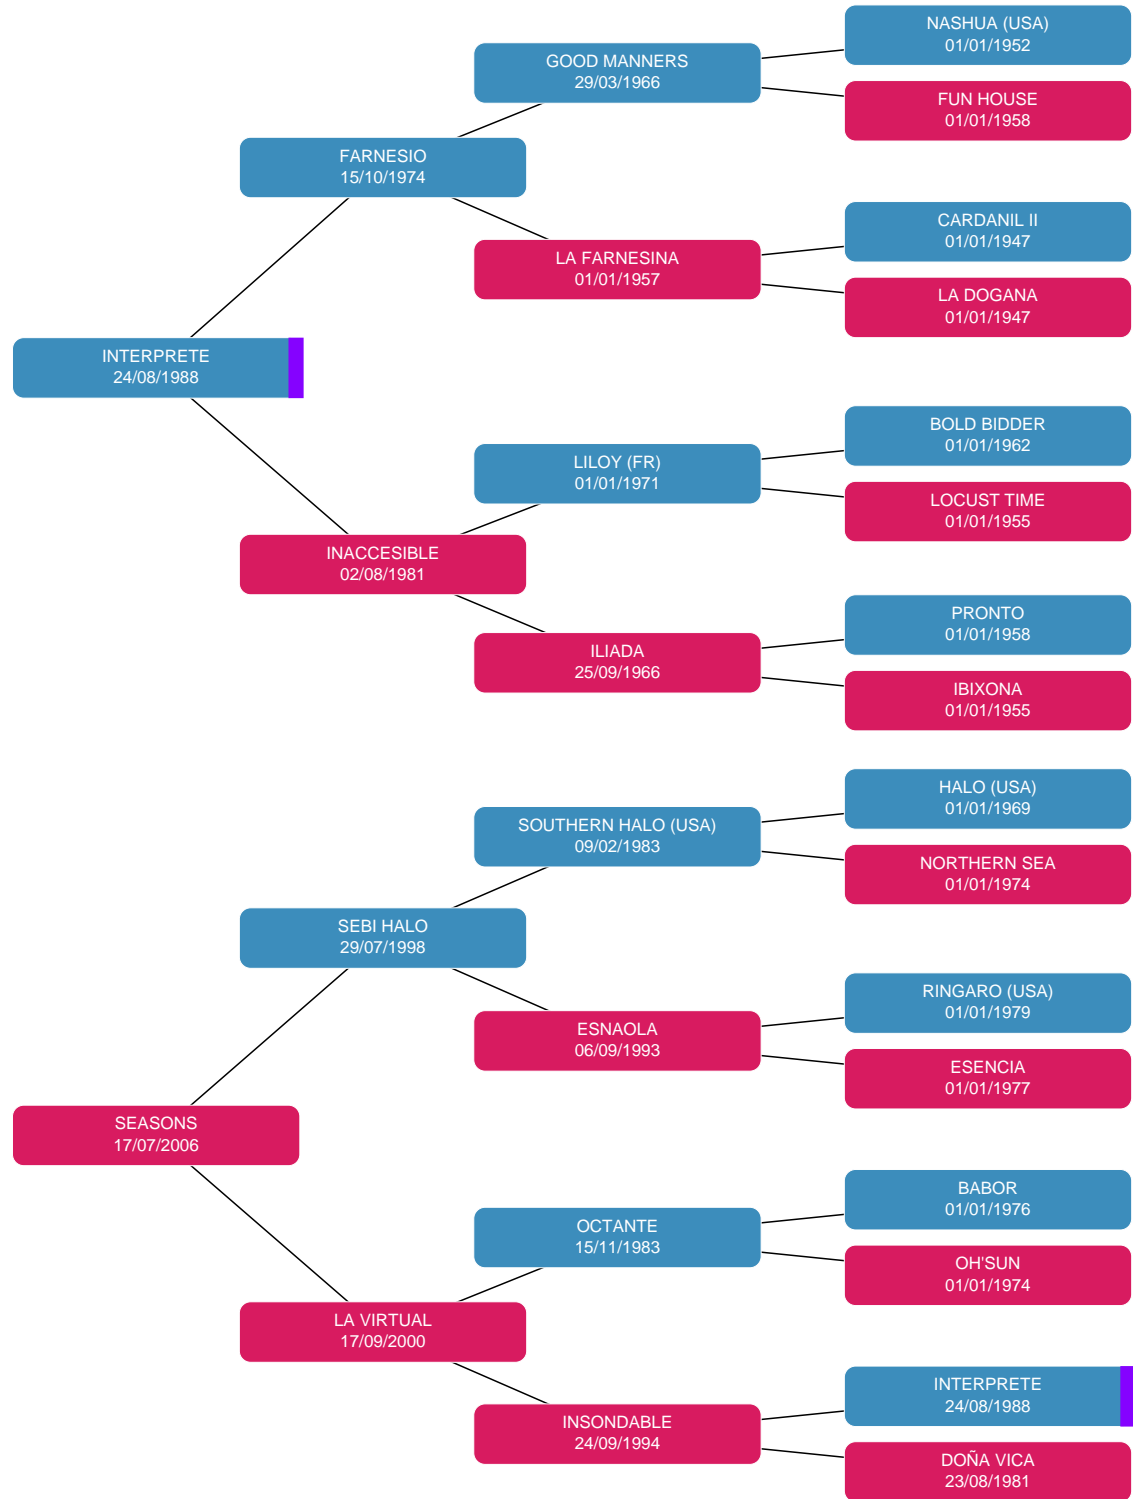 NASHUA (USA)
01/01/1952
GOOD MANNERS
29/03/1966
FUN HOUSE
01/01/1958
FARNESIO
15/10/1974
CARDANIL II
01/01/1947
LA FARNESINA
01/01/1957
LA DOGANA
01/01/1947
INTERPRETE
24/08/1988
BOLD BIDDER
01/01/1962
LILOY (FR)
01/01/1971
LOCUST TIME
01/01/1955
INACCESIBLE
02/08/1981
PRONTO
01/01/1958
ILIADA
25/09/1966
IBIXONA
01/01/1955
HALO (USA)
01/01/1969
SOUTHERN HALO (USA)
09/02/1983
NORTHERN SEA
01/01/1974
SEBI HALO
29/07/1998
RINGARO (USA)
01/01/1979
ESNAOLA
06/09/1993
ESENCIA
01/01/1977
SEASONS
17/07/2006
BABOR
01/01/1976
OCTANTE
15/11/1983
OH'SUN
01/01/1974
LA VIRTUAL
17/09/2000
INTERPRETE
24/08/1988
INSONDABLE
24/09/1994
DOÑA VICA
23/08/1981